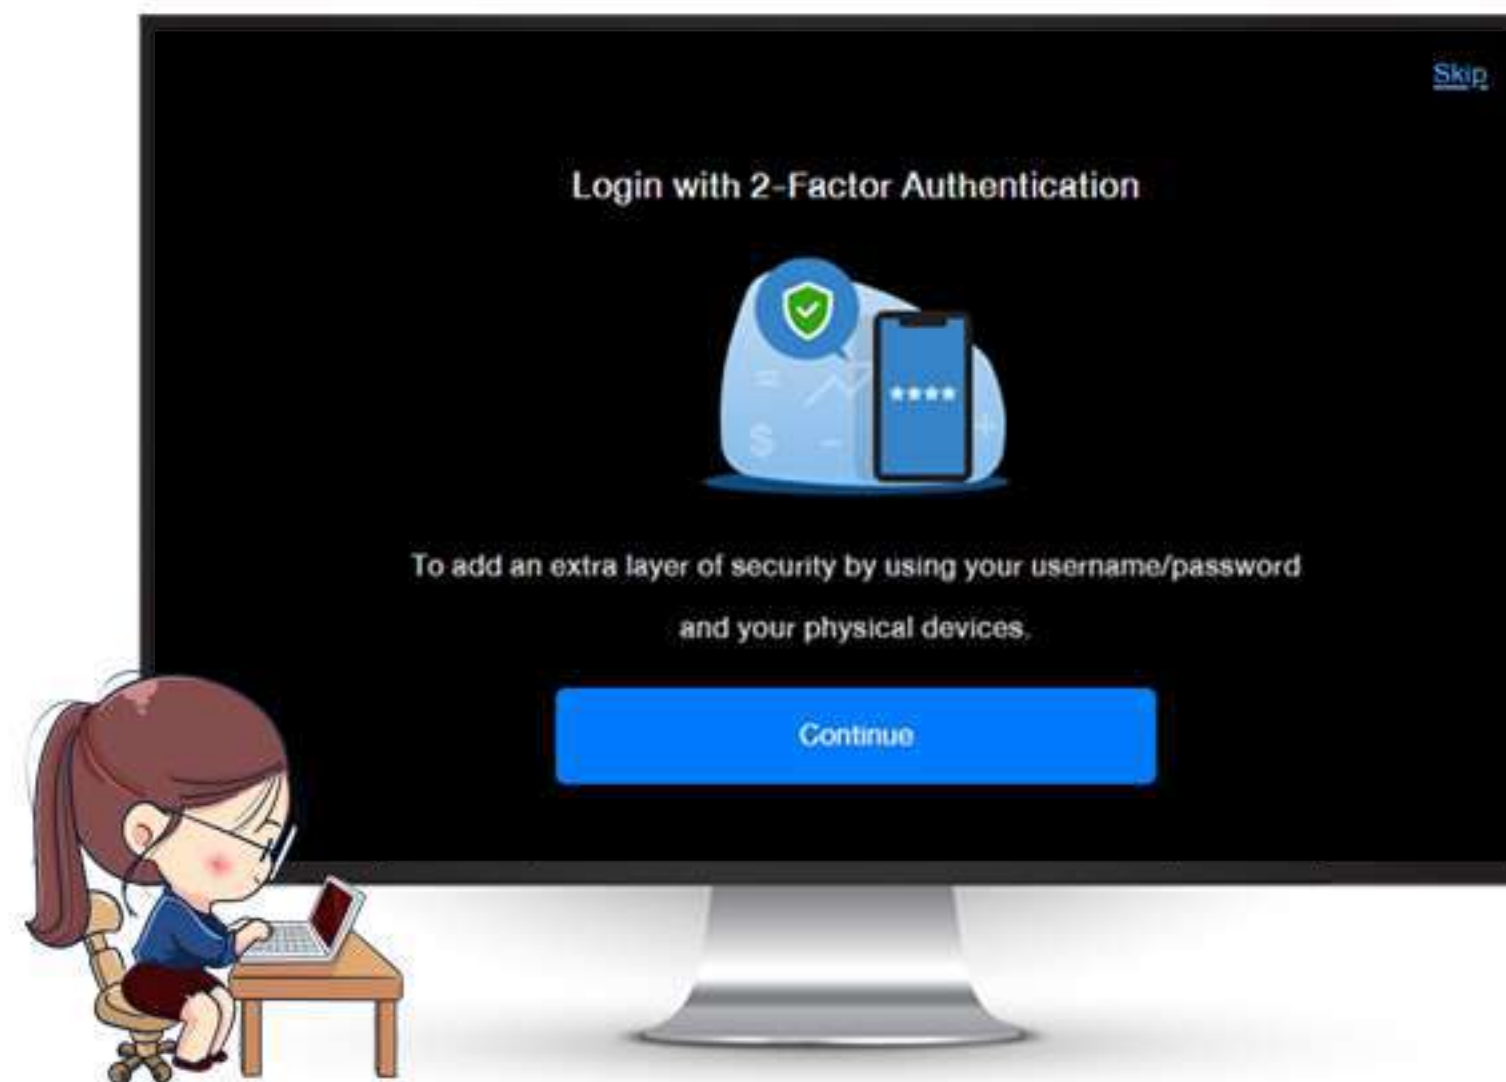 Skip
Login with 2-Factor Authentication
****
To add an extra layer of security by using your username/password
and your physical devices.
Continue